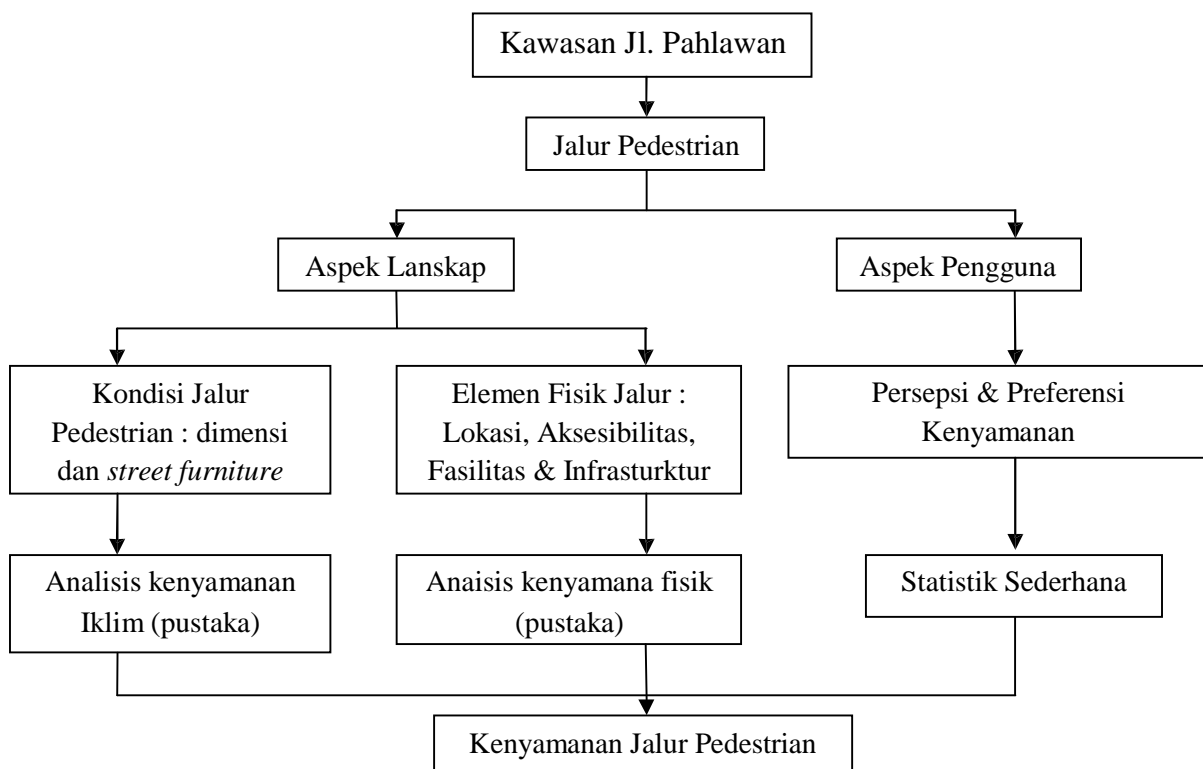 Kawasan Jl. Pahlawan
Jalur Pedestrian
Aspek Lanskap
Aspek Pengguna
Kondisi Jalur
Pedestrian : dimensi
dan street furniture
Elemen Fisik Jalur :
Lokasi, Aksesibilitas,
Fasilitas & Infrasturktur
Persepsi & Preferensi
Kenyamanan
Analisis kenyamanan
Iklim (pustaka)
Anaisis kenyamana fisik
(pustaka)
Statistik Sederhana
Kenyamanan Jalur Pedestrian